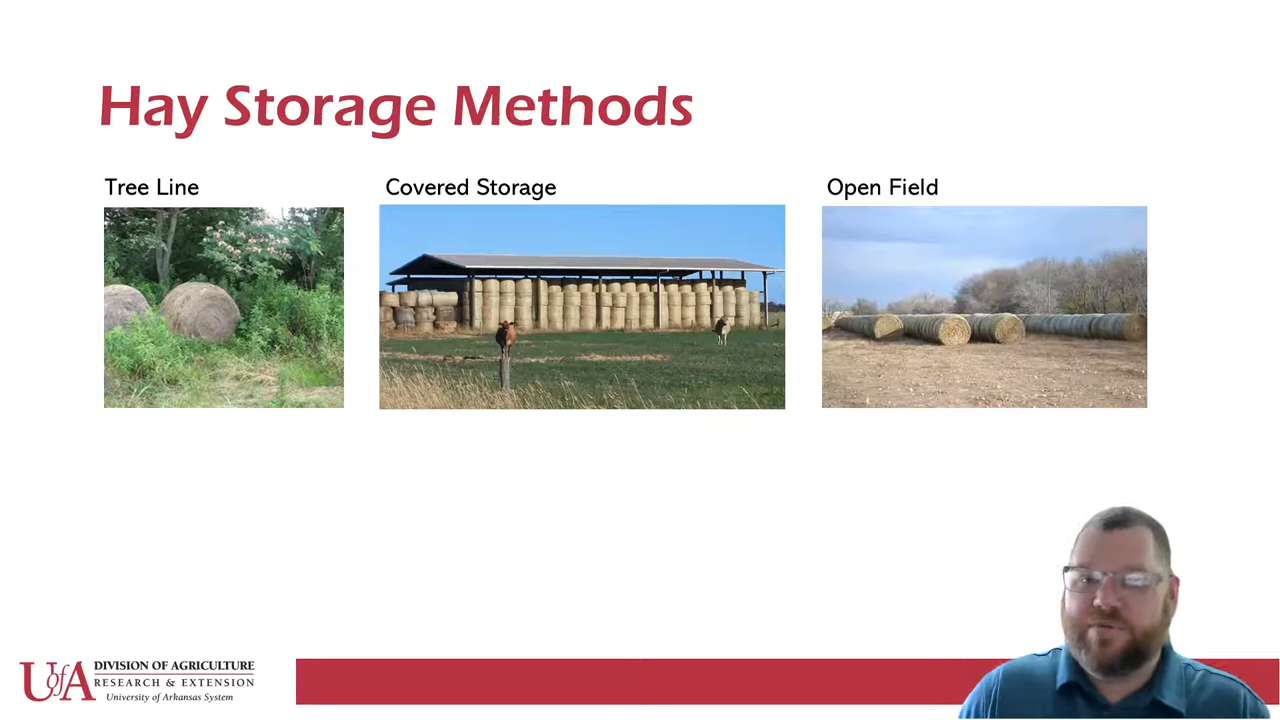 Hay Storage Methods
Tree Line
Covered Storage
Open Field
UofA
DIVISION OF AGRICULTURE
RESEARCH & EXTENSION
University of Arkansas System